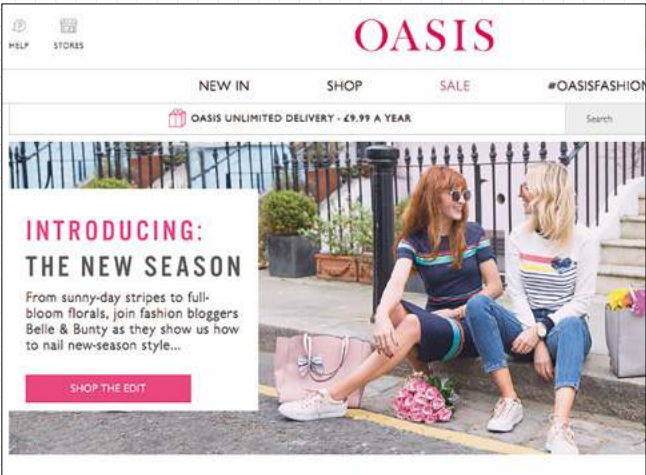 HELP STORES
OASIS
NEW IN SHOP SALE #OASISFASHION
OASIS UNLIMITED DELIVERY - £9.99 A YEAR Search
INTRODUCING:
THE NEW SEASON
From sunny-day stripes to full-
bloom florals, join fashion bloggers
Belle & Bunty as they show us how
to nail new-season style...
SHOP THE EDIT